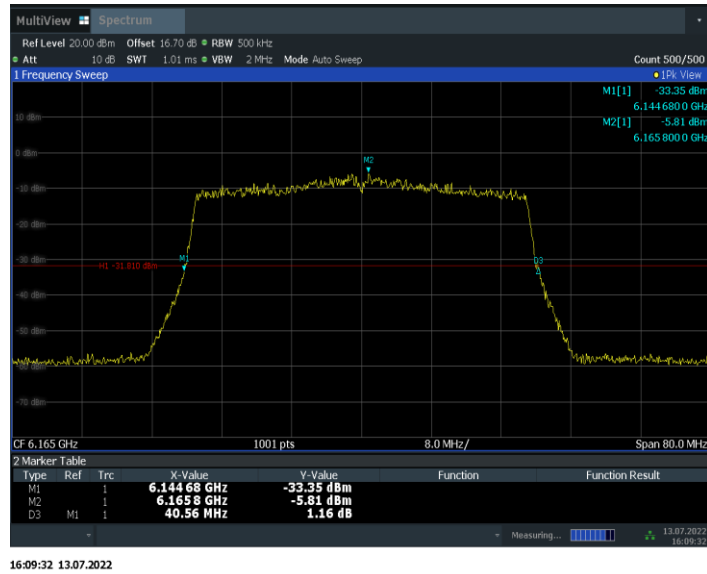 MultiView Spectrum
Ref Level 20.00 dBm Offset 16.70 dB RBW 500 kHz
Att 10 dB SWT 1.01 ms VBW 2 MHz Mode Auto Sweep Count 500/500
1 Frequency Sweep 1Pk View
M1[1] -33.35 dBm
6.144 680 0 GHz
M2[1] -5.81 dBm
6.165 800 0 GHz
10 dBm
0 dBm
M2
-10 dBm
-20 dBm
-30 dBm
M1
D3
H1 -31.810 dBm
-40 dBm
-50 dBm
-60 dBm
-70 dBm
CF 6.165 GHz 1001 pts 8.0 MHz/ Span 80.0 MHz
2 Marker Table
Type Ref Trc X-Value Y-Value Function Function Result
M1 1 6.144 68 GHz -33.35 dBm
M2 1 6.165 8 GHz -5.81 dBm
D3 M1 1 40.56 MHz 1.16 dB
Measuring... 13.07.2022
16:09:32
16:09:32 13.07.2022